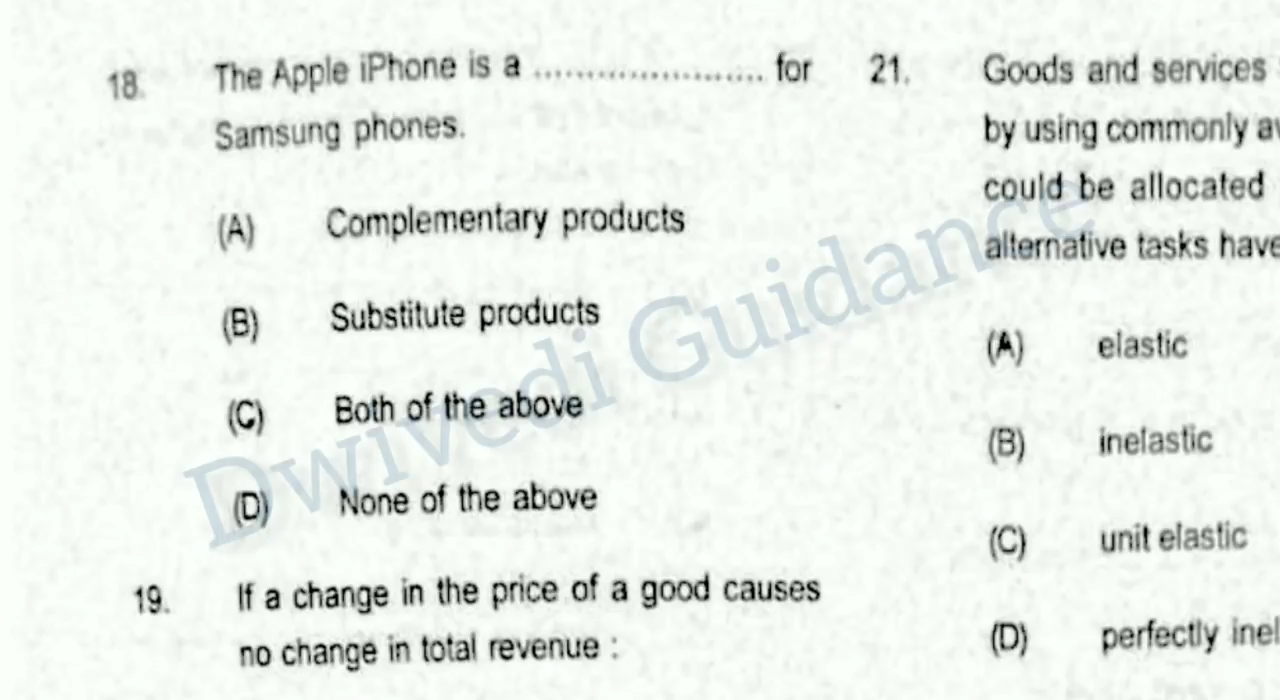 18. The Apple iPhone is a ...................... for
Samsung phones.
(A) Complementary products
(B) Substitute products
(C) Both of the above
(D) None of the above
19. If a change in the price of a good causes
no change in total revenue :
21. Goods and services
by using commonly
could be allocated
alternative tasks have
(A) elastic
(B) inelastic
(C) unit elastic
(D) perfectly
Dwivedi Guidance